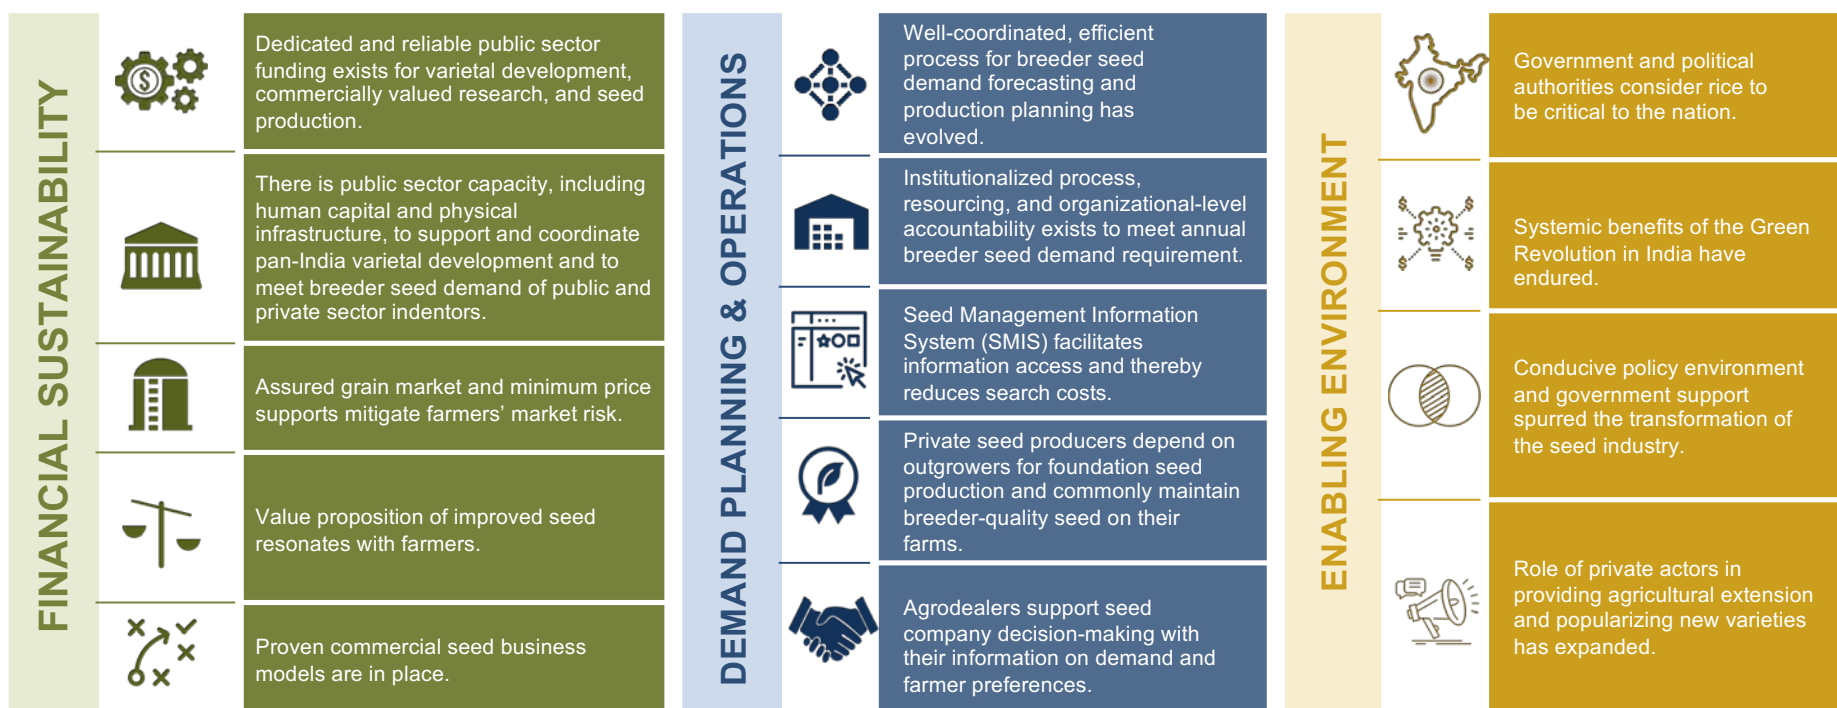 FINANCIAL SUSTAINABILITY
Dedicated and reliable public sector
funding exists for varietal development,
commercially valued research, and seed
production.
There is public sector capacity, including
human capital and physical
infrastructure, to support and coordinate
pan-India varietal development and to
meet breeder seed demand of public and
private sector indentors.
Assured grain market and minimum price
supports mitigate farmers’ market risk.
Value proposition of improved seed
resonates with farmers.
Proven commercial seed business
models are in place.
DEMAND PLANNING & OPERATIONS
Well-coordinated, efficient
process for breeder seed
demand forecasting and
production planning has
evolved.
Institutionalized process,
resourcing, and organizational-level
accountability exists to meet annual
breeder seed demand requirement.
Seed Management Information
System (SMIS) facilitates
information access and thereby
reduces search costs.
Private seed producers depend on
outgrowers for foundation seed
production and commonly maintain
breeder-quality seed on their
farms.
Agrodealers support seed
company decision-making with
their information on demand and
farmer preferences.
ENABLING ENVIRONMENT
Government and political
authorities consider rice to
be critical to the nation.
Systemic benefits of the Green
Revolution in India have
endured.
Conducive policy environment
and government support
spurred the transformation of
the seed industry.
Role of private actors in
providing agricultural extension
and popularizing new varieties
has expanded.